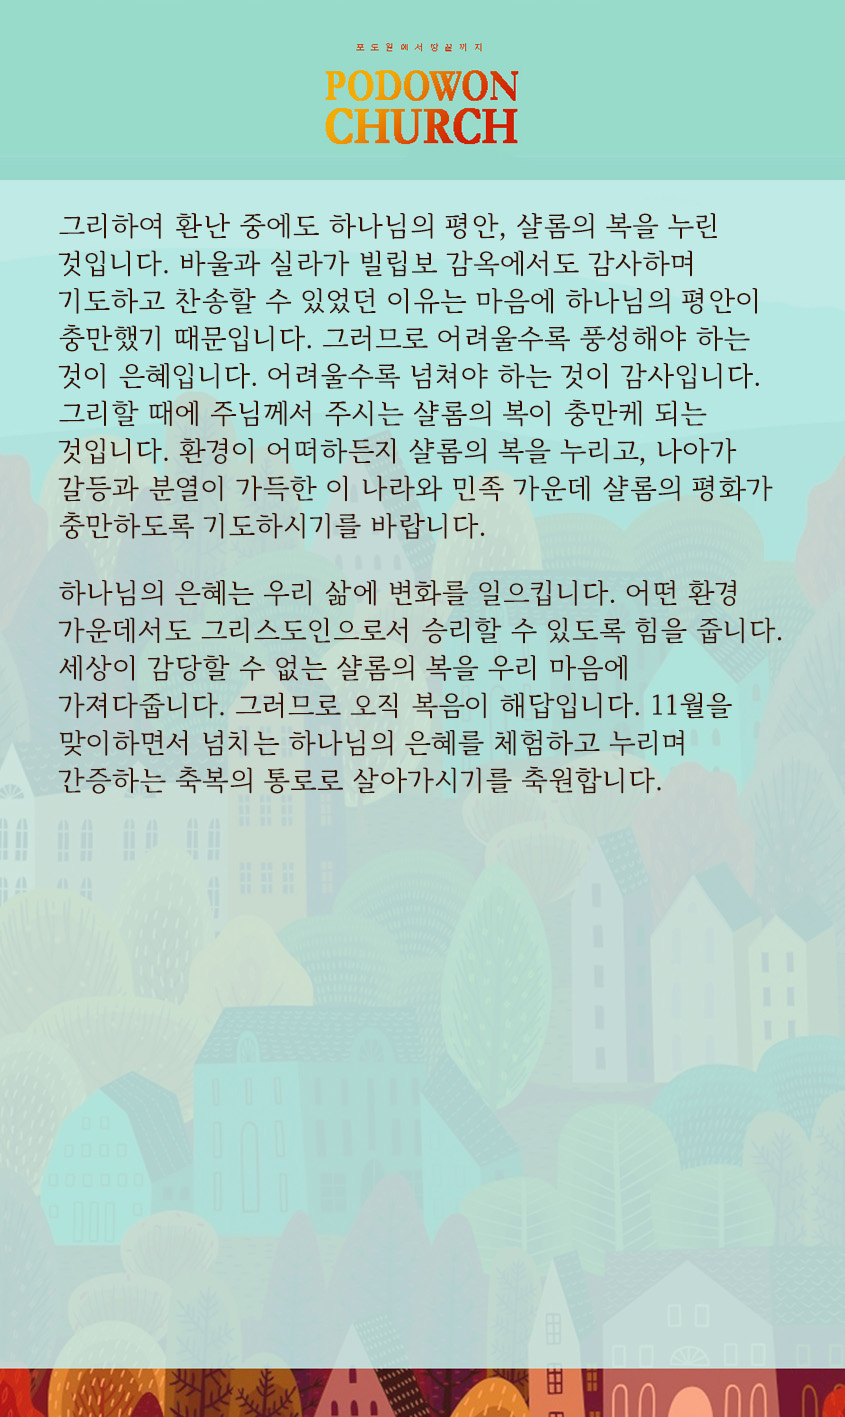 포도원에서땅끝까지
PODOWON
CHURCH
그리하여 환난 중에도 하나님의 평안, 샬롬의 복을 누린
것입니다. 바울과 실라가 빌립보 감옥에서도 감사하며
기도하고 찬송할 수 있었던 이유는 마음에 하나님의 평안이
충만했기 때문입니다. 그러므로 어려울수록 풍성해야 하는
것이 은혜입니다. 어려울수록 넘쳐야 하는 것이 감사입니다.
그리할 때에 주님께서 주시는 샬롬의 복이 충만케 되는
것입니다. 환경이 어떠하든지 샬롬의 복을 누리고, 나아가
갈등과 분열이 가득한 이 나라와 민족 가운데 샬롬의 평화가
충만하도록 기도하시기를 바랍니다.
하나님의 은혜는 우리 삶에 변화를 일으킵니다. 어떤 환경
가운데서도 그리스도인으로서 승리할 수 있도록 힘을 줍니다.
세상이 감당할 수 없는 샬롬의 복을 우리 마음에
가져다줍니다. 그러므로 오직 복음이 해답입니다. 11월을
맞이하면서 넘치는 하나님의 은혜를 체험하고 누리며
간증하는 축복의 통로로 살아가시기를 축원합니다.